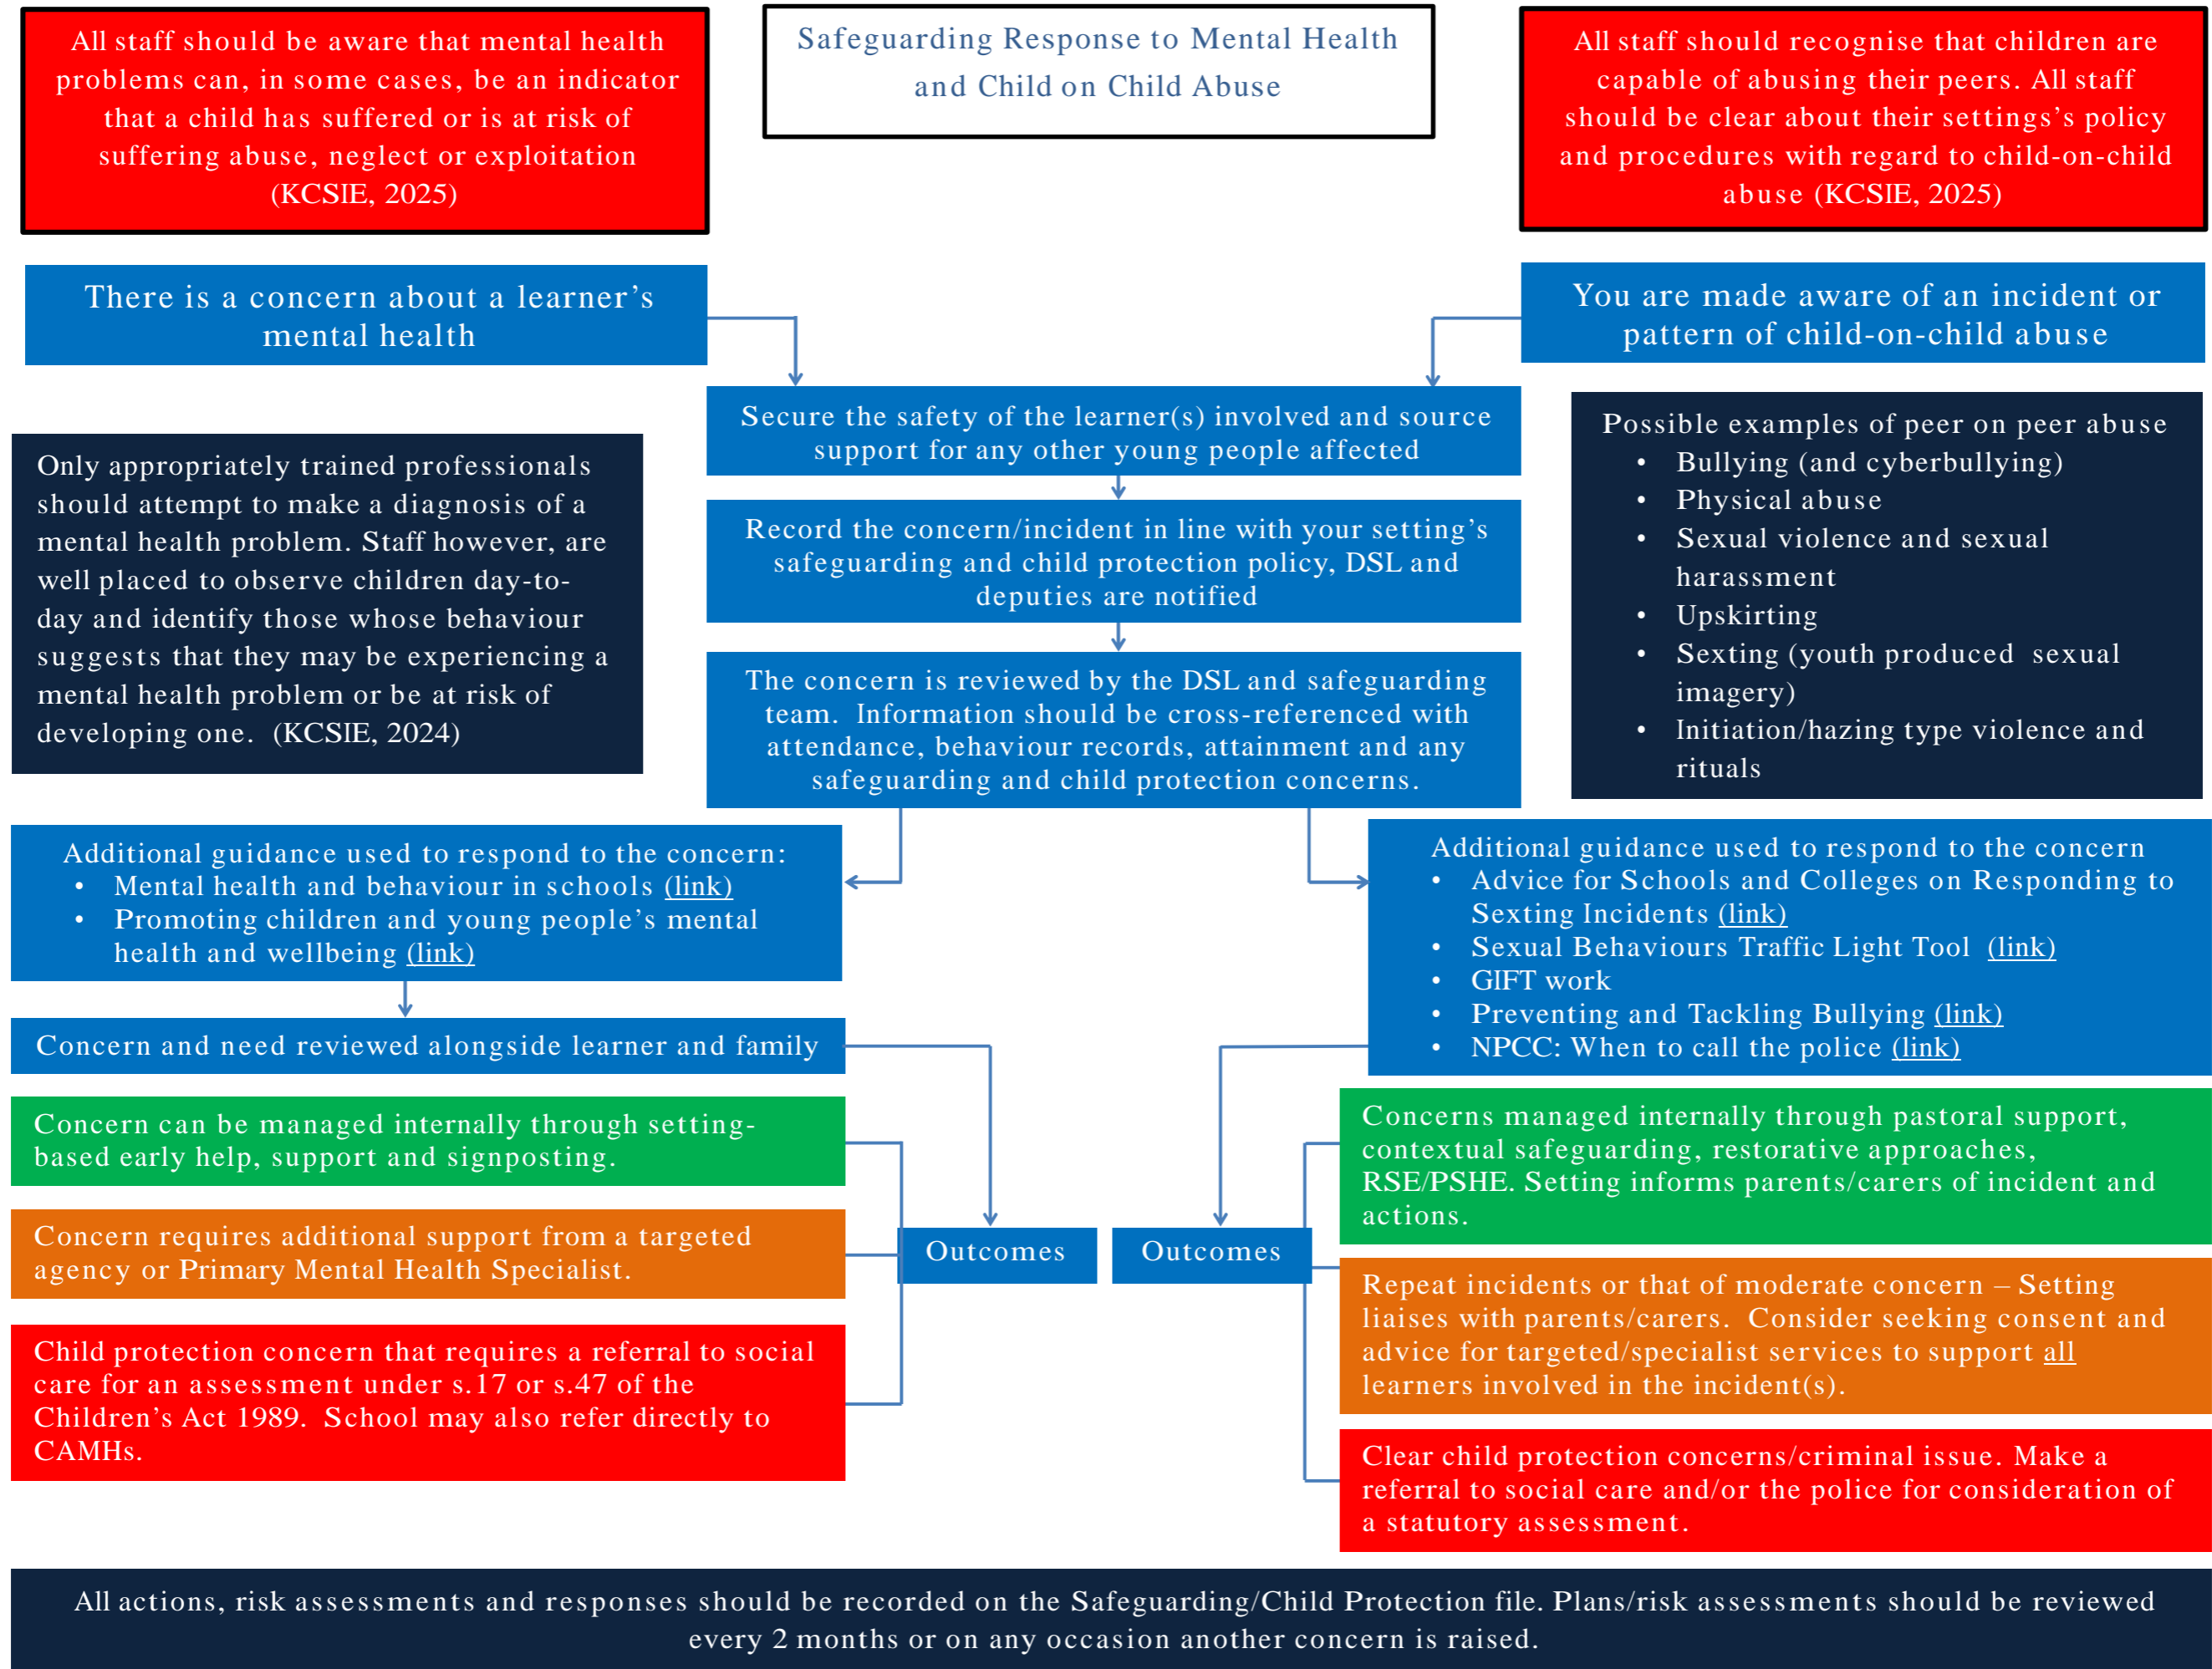 All staff should be aware that mental health
problems can, in some cases, be an indicator
that a child has suffered or is at risk of
suffering abuse, neglect or exploitation
(KCSIE, 2025)
Safeguarding Response to Mental Health
and Child on Child Abuse
All staff should recognise that children are
capable of abusing their peers. All staff
should be clear about their settings's policy
and procedures with regard to child-on-child
abuse (KCSIE, 2025)
There is a concern about a learner's
mental health
You are made aware of an incident or
pattern of child-on-child abuse
Secure the safety of the learner(s) involved and source
support for any other young people affected
Only appropriately trained professionals
should attempt to make a diagnosis of a
mental health problem. Staff however, are
well placed to observe children day-to-
day and identify those whose behaviour
suggests that they may be experiencing a
mental health problem or be at risk of
developing one. (KCSIE, 2024)
Record the concern/incident in line with your setting's
safeguarding and child protection policy, DSL and
deputies are notified
The concern is reviewed by the DSL and safeguarding
team. Information should be cross-referenced with
attendance, behaviour records, attainment and any
safeguarding and child protection concerns.
Possible examples of peer on peer abuse
• Bullying (and cyberbullying)
• Physical abuse
• Sexual violence and sexual
harassment
• Upskirting
• Sexting (youth produced sexual
imagery)
• Initiation/hazing type violence and
rituals
Additional guidance used to respond to the concern:
• Mental health and behaviour in schools (link)
• Promoting children and young people's mental
health and wellbeing (link)
Additional guidance used to respond to the concern
• Advice for Schools and Colleges on Responding to
Sexting Incidents (link)
• Sexual Behaviours Traffic Light Tool (link)
• GIFT work
• Preventing and Tackling Bullying (link)
• NPCC: When to call the police (link)
Concern and need reviewed alongside learner and family
Concern can be managed internally through setting-
based early help, support and signposting.
Concern requires additional support from a targeted
agency or Primary Mental Health Specialist.
Child protection concern that requires a referral to social
care for an assessment under s.17 or s.47 of the
Children's Act 1989. School may also refer directly to
CAMHs.
Outcomes
Outcomes
Concerns managed internally through pastoral support,
contextual safeguarding, restorative approaches,
RSE/PSHE. Setting informs parents/carers of incident and
actions.
Repeat incidents or that of moderate concern – Setting
liaises with parents/carers. Consider seeking consent and
advice for targeted/specialist services to support all
learners involved in the incident(s).
Clear child protection concerns/criminal issue. Make a
referral to social care and/or the police for consideration of
a statutory assessment.
All actions, risk assessments and responses should be recorded on the Safeguarding/Child Protection file. Plans/risk assessments should be reviewed
every 2 months or on any occasion another concern is raised.